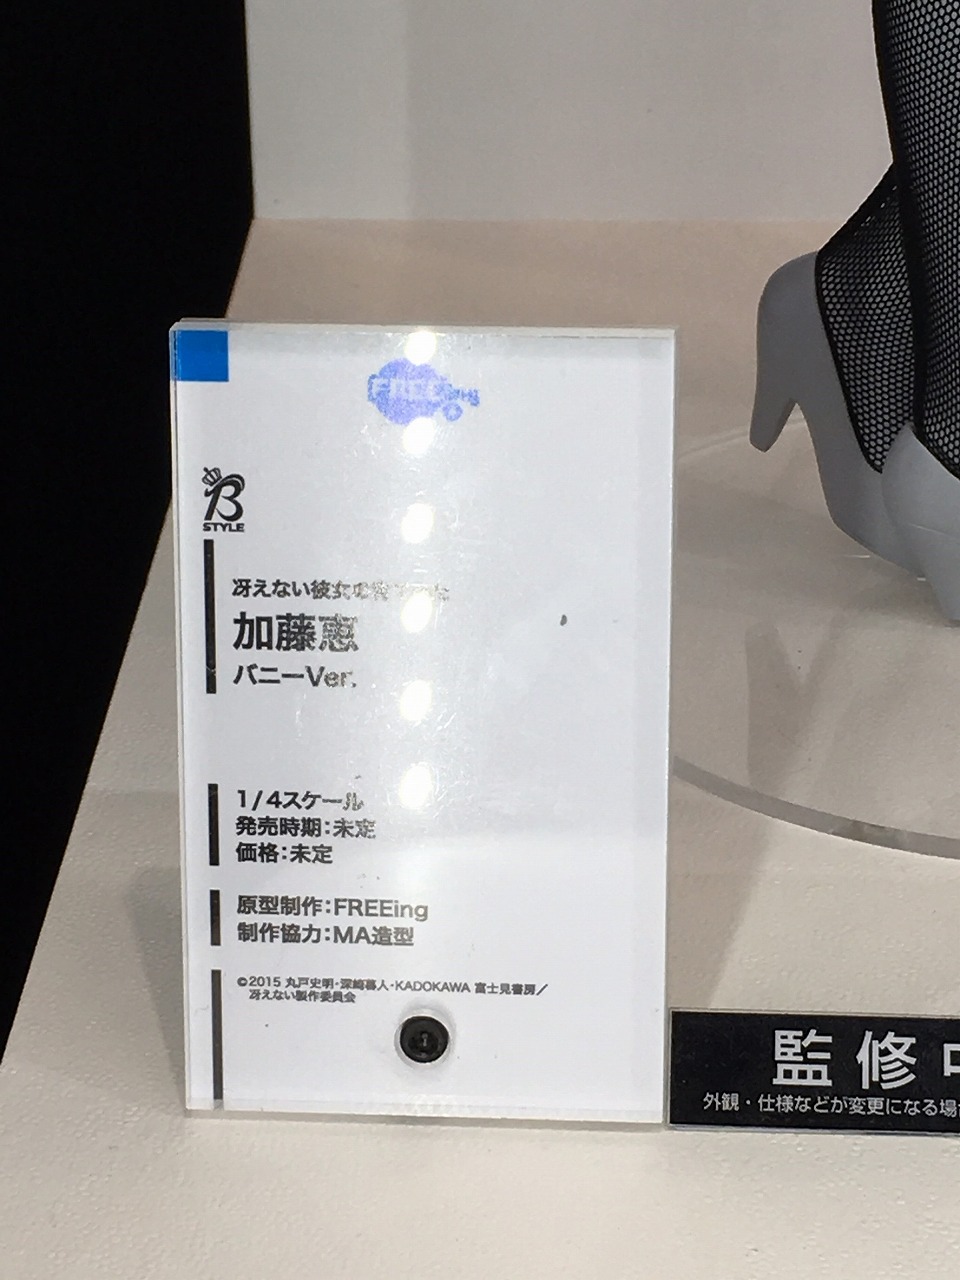 FREEing
B
STYLE
冴えない彼女の育てかた
加藤恵
バニーVer.
1/4スケール
発売時期:未定
価格:未定
原型制作:FREEing
制作協力:MA造型
©2015 丸戸史明・深崎暮人・KADOKAWA 富士見書房/
冴えない製作委員会
監修中
外観・仕様などが変更になる場